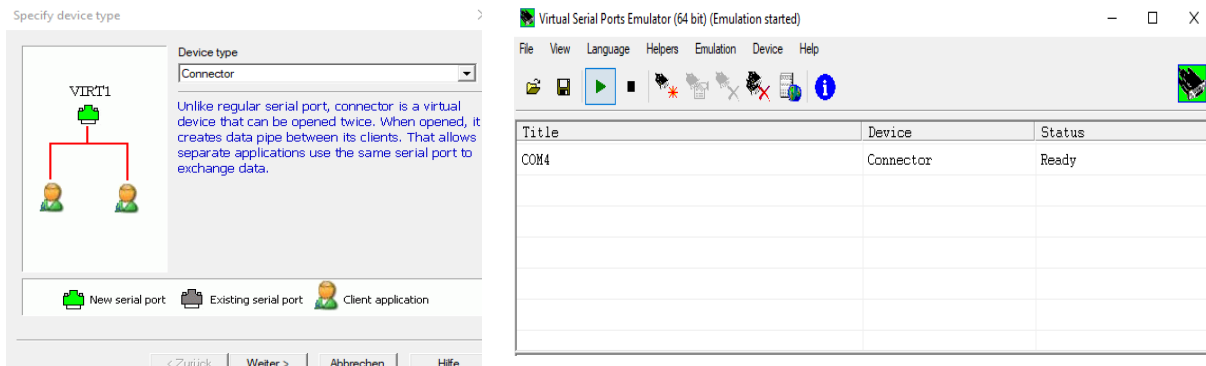 Specify device type
Device type
Connector
VIRT1
Unlike regular serial port, connector is a virtual
device that can be opened twice. When opened, it
creates data pipe between its clients. That allows
separate applications use the same serial port to
exchange data.
New serial port Existing serial port Client application
< Zurück Weiter > Abbrechen Hilfe
Virtual Serial Ports Emulator (64 bit) (Emulation started)
File View Language Helpers Emulation Device Help
Title Device Status
COM4 Connector Ready